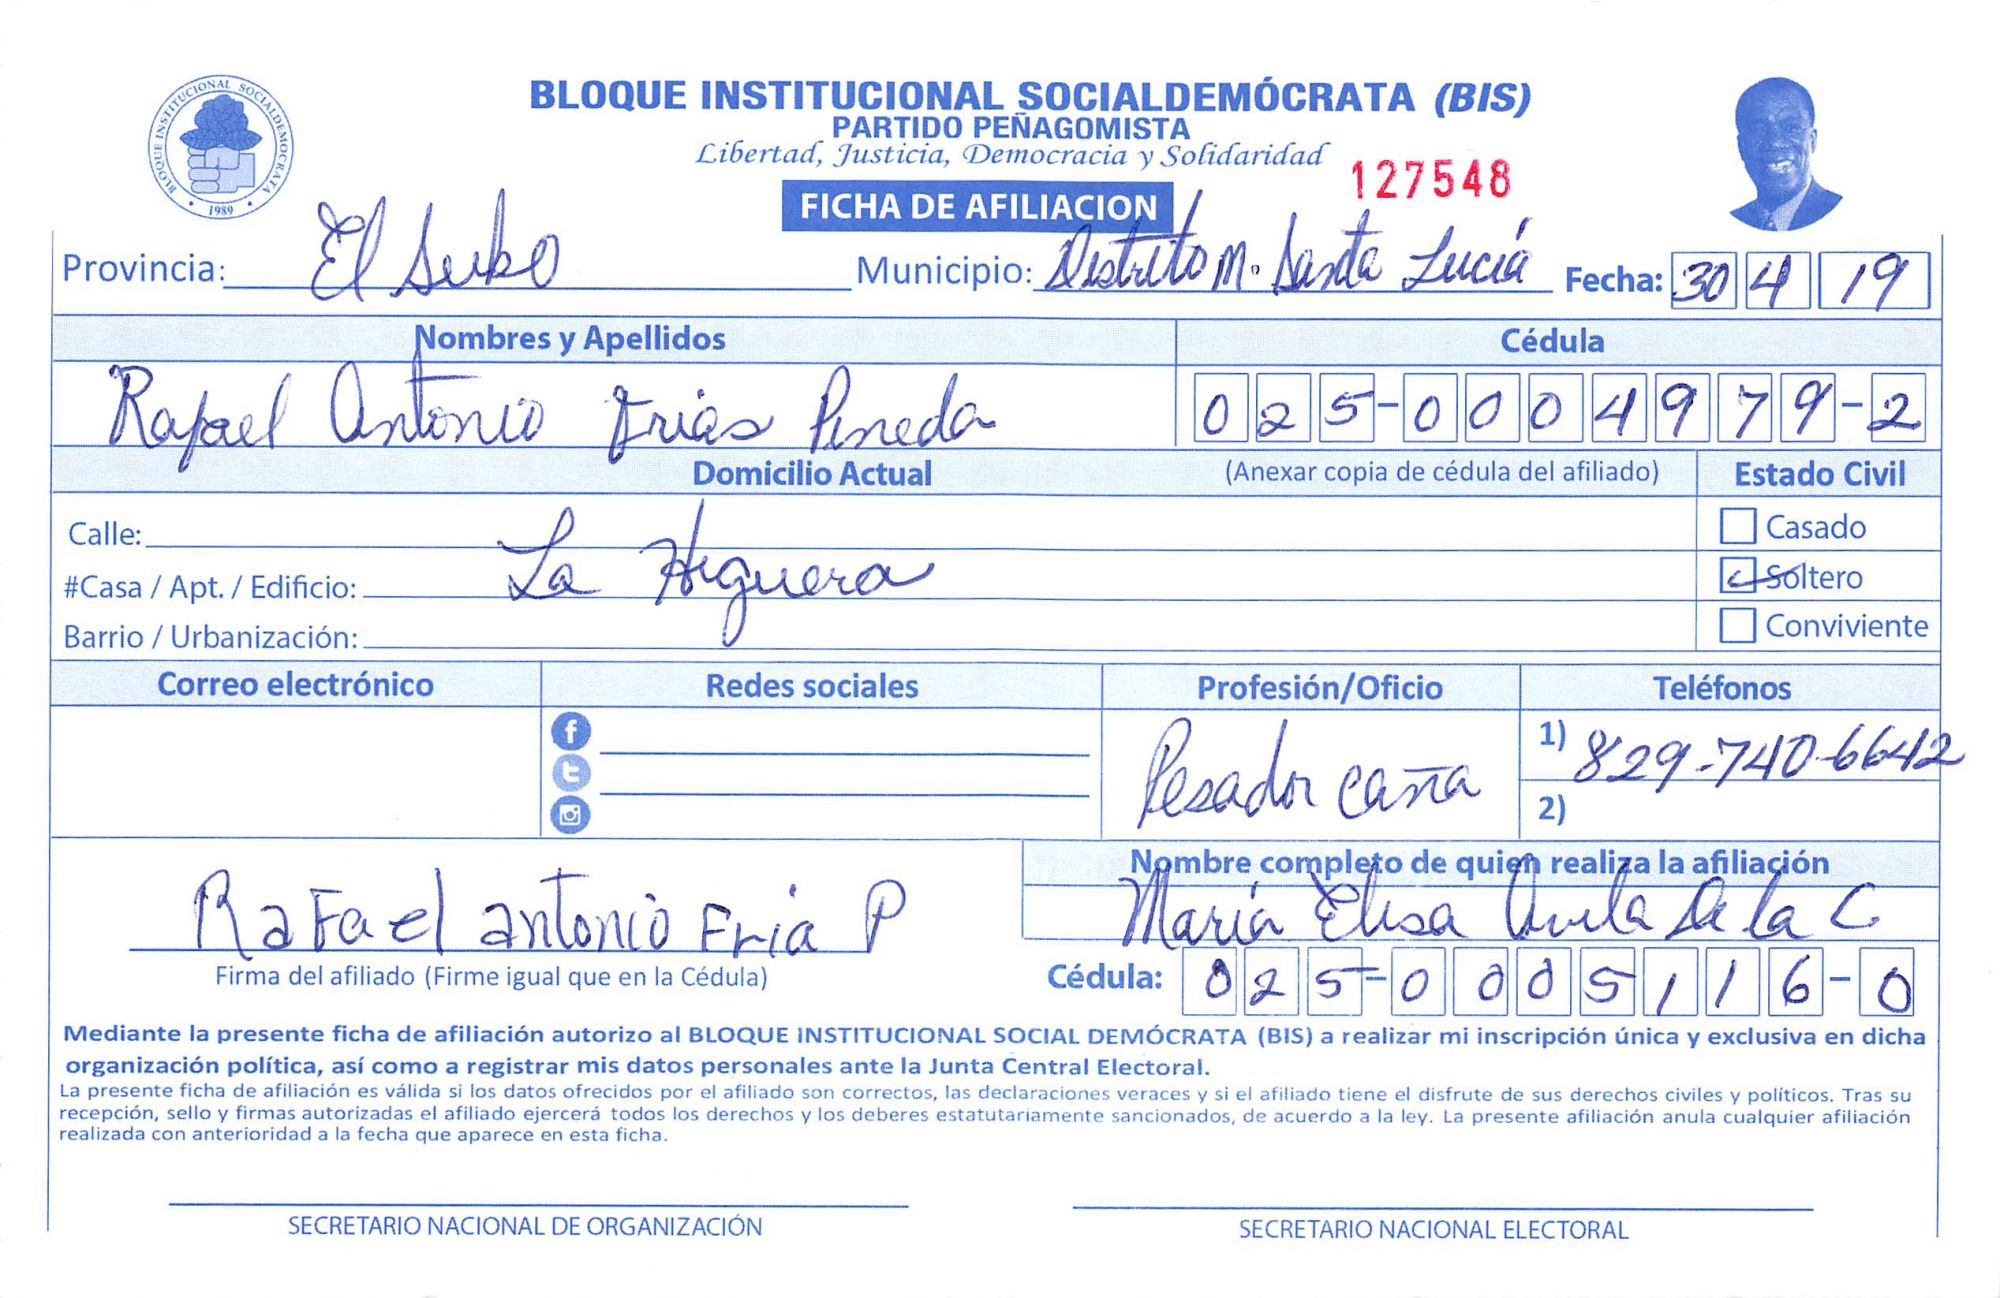 BLOQUE INSTITUCIONAL SOCIALDEMÓCRATA
1989
BLOQUE INSTITUCIONAL SOCIALDEMÓCRATA (BIS)
PARTIDO PEÑAGOMISTA
Libertad, Justicia, Democracia y Solidaridad
127548
FICHA DE AFILIACION
Provincia: El Seibo Municipio: Distrito M. Santa Lucía Fecha: 30 4 19
Nombres y Apellidos Cédula
Rafael Antonio Frias Pineda 025-0004979-2
Domicilio Actual (Anexar copia de cédula del afiliado) Estado Civil
Calle: Casado
#Casa / Apt. / Edificio: La Higuera Soltero
Barrio / Urbanización: Conviviente
Correo electrónico Redes sociales Profesión/Oficio Teléfonos
Pesador caña 1) 829-740-6642
2)
Nombre completo de quien realiza la afiliación
RaFael antonio Fria P María Elisa Avila De la C
Firma del afiliado (Firme igual que en la Cédula) Cédula: 025-0005116-0
Mediante la presente ficha de afiliación autorizo al BLOQUE INSTITUCIONAL SOCIAL DEMÓCRATA (BIS) a realizar mi inscripción única y exclusiva en dicha
organización política, así como a registrar mis datos personales ante la Junta Central Electoral.
La presente ficha de afiliación es válida si los datos ofrecidos por el afiliado son correctos, las declaraciones veraces y si el afiliado tiene el disfrute de sus derechos civiles y políticos. Tras su
recepción, sello y firmas autorizadas el afiliado ejercerá todos los derechos y los deberes estatutariamente sancionados, de acuerdo a la ley. La presente afiliación anula cualquier afiliación
realizada con anterioridad a la fecha que aparece en esta ficha.
SECRETARIO NACIONAL DE ORGANIZACIÓN SECRETARIO NACIONAL ELECTORAL